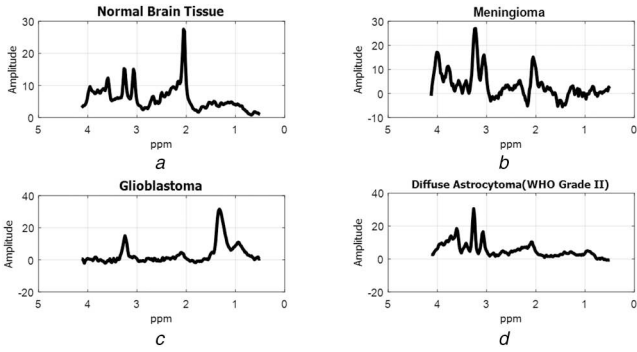 Normal Brain Tissue
Amplitude
30
20
10
0
5
4
3
2
1
0
ppm
a
Meningioma
Amplitude
30
20
10
0
-10
5
4
3
2
1
0
ppm
b
Glioblastoma
Amplitude
40
20
0
-20
5
4
3
2
1
0
ppm
c
Diffuse Astrocytoma(WHO Grade II)
Amplitude
40
20
0
-20
5
4
3
2
1
0
ppm
d